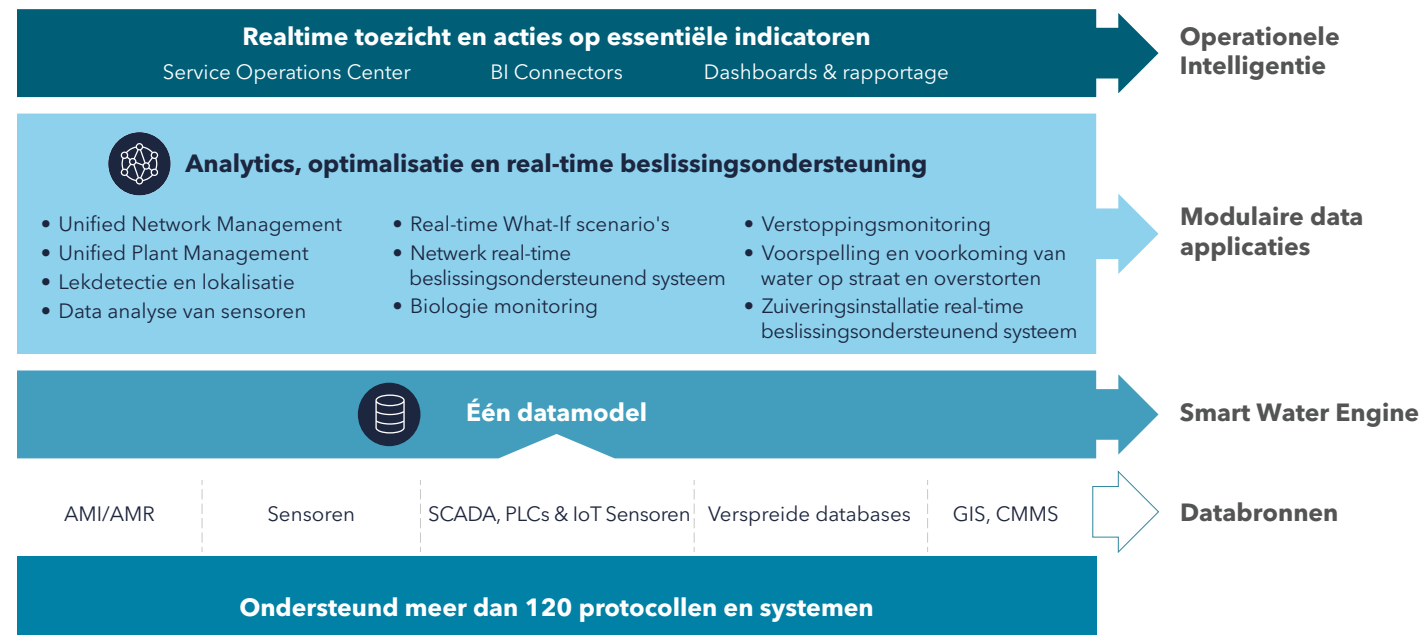 Realtime toezicht en acties op essentiële indicatoren
Service Operations Center
BI Connectors
Dashboards & rapportage
Operationele
Intelligentie
Analytics, optimalisatie en real-time beslissingsondersteuning
• Unified Network Management
• Unified Plant Management
• Lekdetectie en lokalisatie
• Data analyse van sensoren
• Real-time What-If scenario's
• Netwerk real-time
beslissingsondersteunend systeem
• Biologie monitoring
• Verstoppingsmonitoring
• Voorspelling en voorkoming van
water op straat en overstorten
• Zuiveringsinstallatie real-time
beslissingsondersteunend systeem
Modulaire data
applicaties
Één datamodel
Smart Water Engine
AMI/AMR
Sensoren
SCADA, PLCs & IoT Sensoren
Verspreide databases
GIS, CMMS
Databronnen
Ondersteund meer dan 120 protocollen en systemen